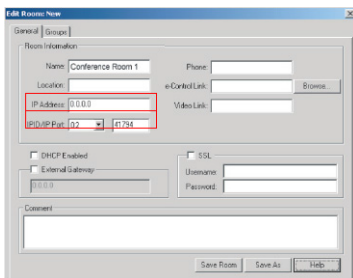 Edit Room: New
General Groups
Room Information
Name: Conference Room 1 Phone:
Location: e-Control Link: Browse...
IP Address: 0.0.0.0 Video Link:
IPID/IP Port: 02 41794
DHCP Enabled SSL
External Gateway Username:
0.0.0.0 Password:
Comment
Save Room Save As Help